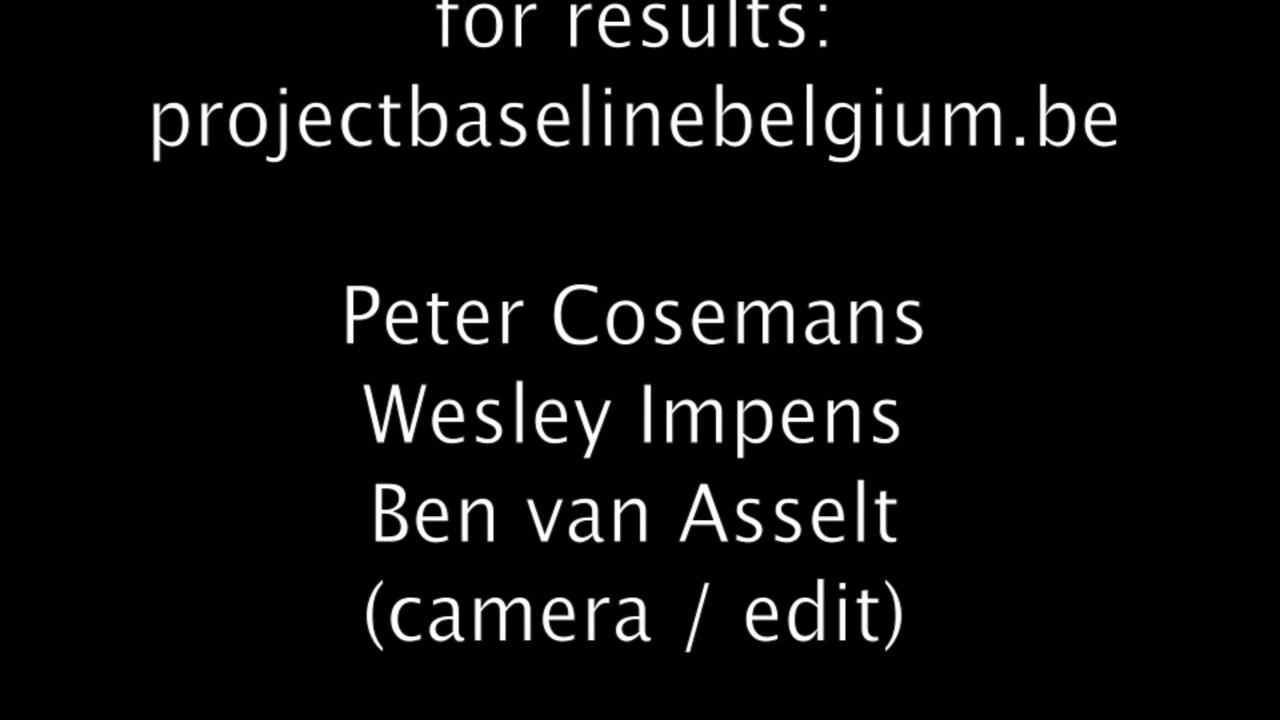 for results:
projectbaselinebelgium.be
Peter Cosemans
Wesley Impens
Ben van Asselt
(camera / edit)